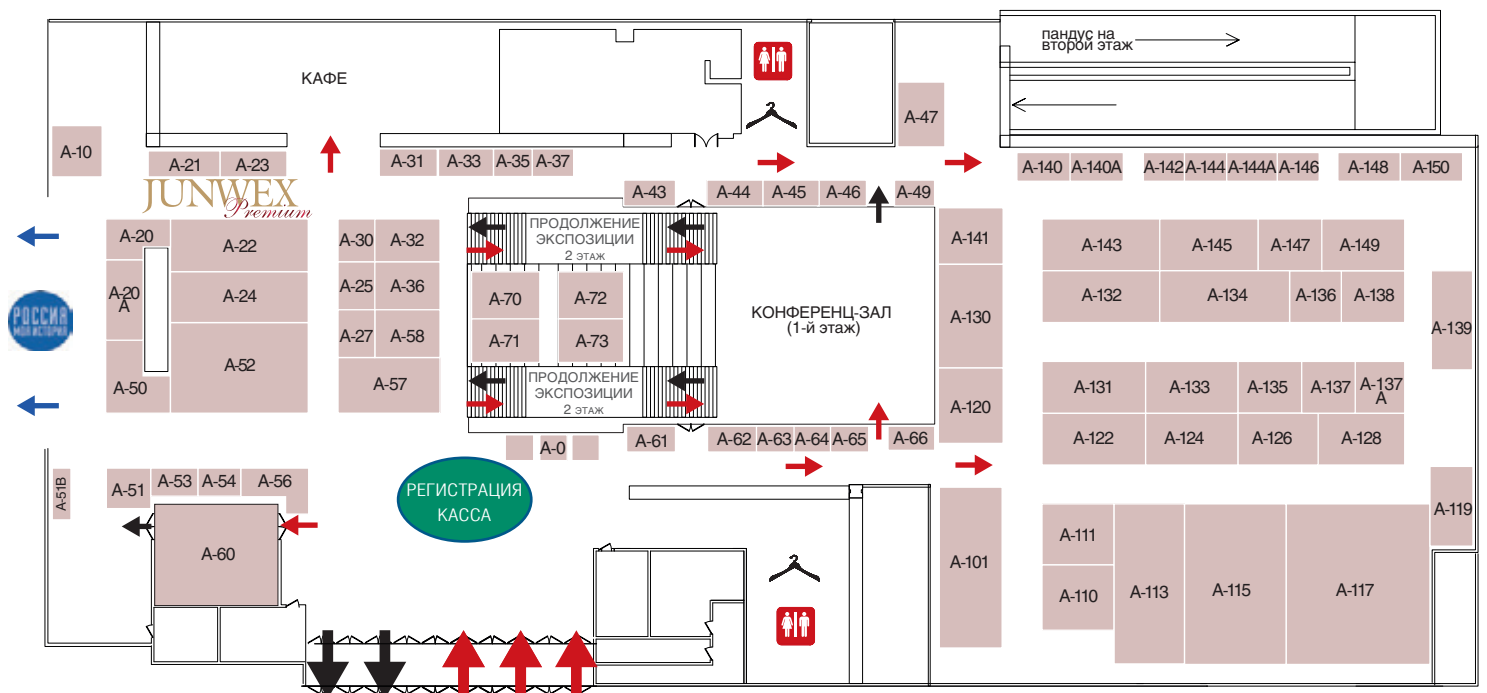 пандус на
второй этаж
КАФЕ
A-47
A-10
A-21
A-23
A-31
A-33
A-35
A-37
A-140
A-140A
A-142
A-144
A-144A
A-146
A-148
A-150
JUNWEX
Premium
A-43
A-44
A-45
A-46
A-49
A-20
A-22
A-30
A-32
ПРОДОЛЖЕНИЕ
ЭКСПОЗИЦИИ
2 ЭТАЖ
A-141
A-143
A-145
A-147
A-149
A-20
A
A-24
A-25
A-36
A-70
A-72
КОНФЕРЕНЦ-ЗАЛ
(1-й этаж)
A-130
A-132
A-134
A-136
A-138
РОССИЯ
МОЯ ИСТОРИЯ
A-27
A-58
A-71
A-73
A-139
A-50
A-52
A-57
ПРОДОЛЖЕНИЕ
ЭКСПОЗИЦИИ
2 ЭТАЖ
A-120
A-131
A-133
A-135
A-137
A-137
A
A-0
A-61
A-62
A-63
A-64
A-65
A-66
A-122
A-124
A-126
A-128
A-51B
A-51
A-53
A-54
A-56
РЕГИСТРАЦИЯ
КАССА
A-119
A-60
A-101
A-111
A-110
A-113
A-115
A-117